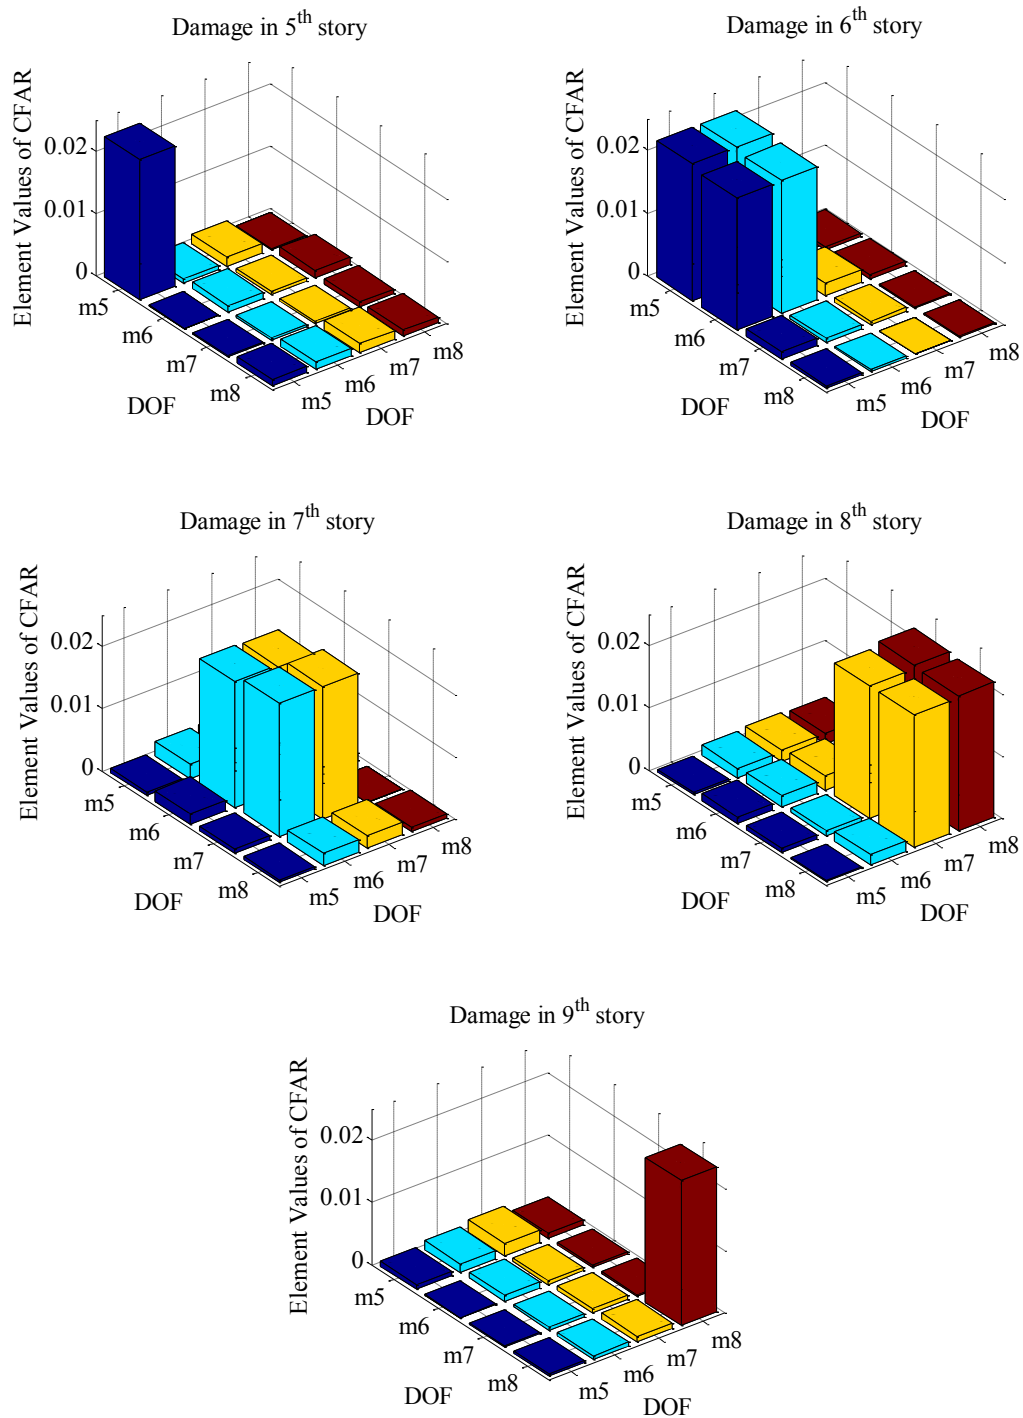 Damage in 5th story
Element Values of CFAR
0.02
0.01
0
m5
m6
m7
m8
DOF
m5
m6
m7
m8
DOF
Damage in 6th story
Element Values of CFAR
0.02
0.01
0
m5
m6
m7
m8
DOF
m5
m6
m7
m8
DOF
Damage in 7th story
Element Values of CFAR
0.02
0.01
0
m5
m6
m7
m8
DOF
m5
m6
m7
m8
DOF
Damage in 8th story
Element Values of CFAR
0.02
0.01
0
m5
m6
m7
m8
DOF
m5
m6
m7
m8
DOF
Damage in 9th story
Element Values of CFAR
0.02
0.01
0
m5
m6
m7
m8
DOF
m5
m6
m7
m8
DOF